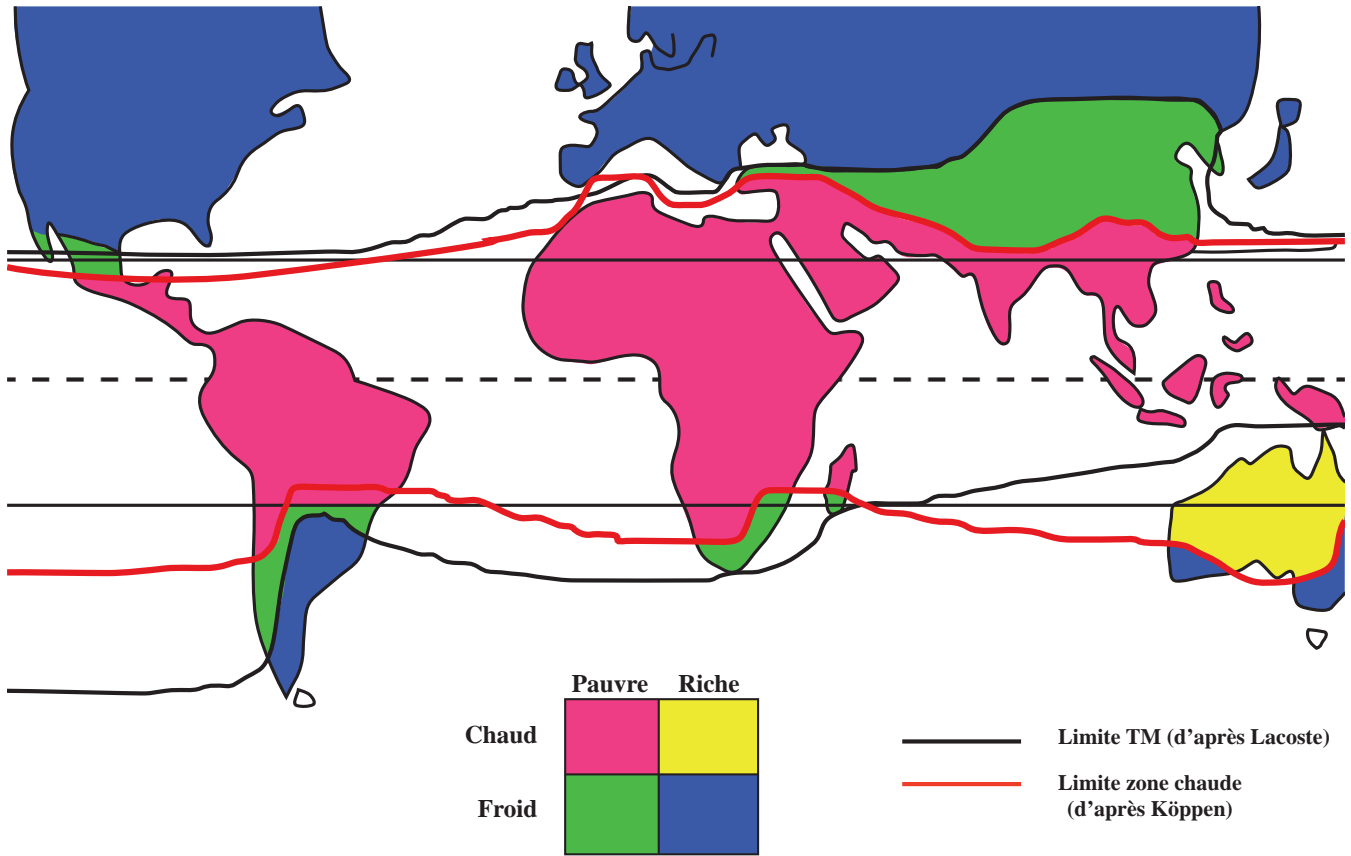 Pauvre Riche
Chaud
Froid
Limite TM (d'après Lacoste)
Limite zone chaude
(d'après Köppen)